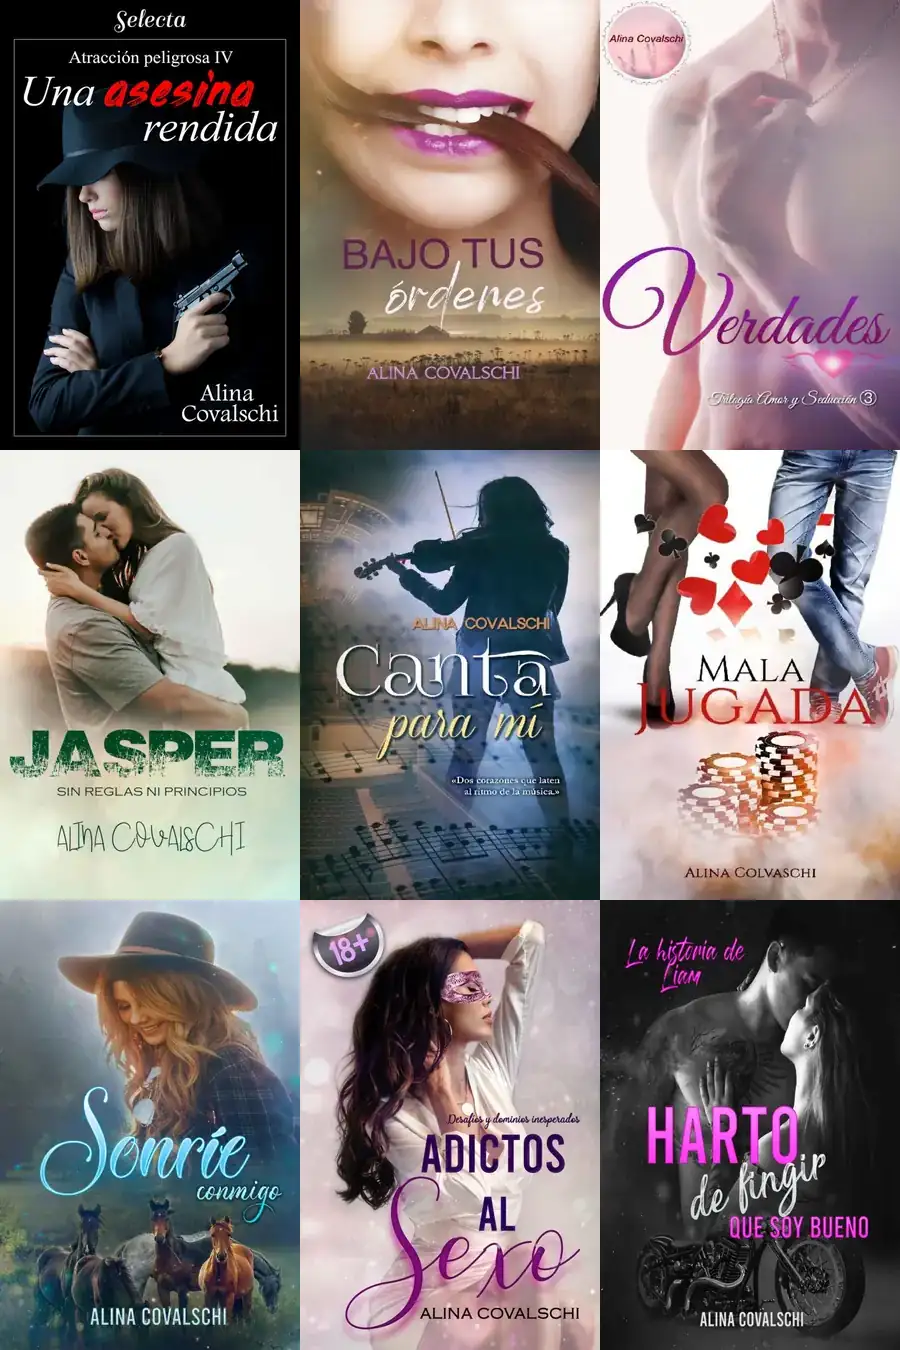 Selecta
Atracción peligrosa IV
Una asesina
rendida
Alina
Covalschi
BAJO TUS
órdenes
ALINA COVALSCHI
Alina Covalschi
Verdades
Trilogía Amor y Seducción 3
JASPER
SIN REGLAS NI PRINCIPIOS
ALINA COVALSCHI
ALINA COVALSCHI
Canta
para mí
«Dos corazones que laten
al ritmo de la música.»
MALA
JUGADA
ALINA COLVASCHI
Sonríe
conmigo
ALINA COVALSCHI
18+
Desafíos y dominios inesperados
ADICTOS
AL
Sexo
ALINA COVALSCHI
La historia de
Liam
HARTO
de fingir
QUE SOY BUENO
ALINA COVALSCHI